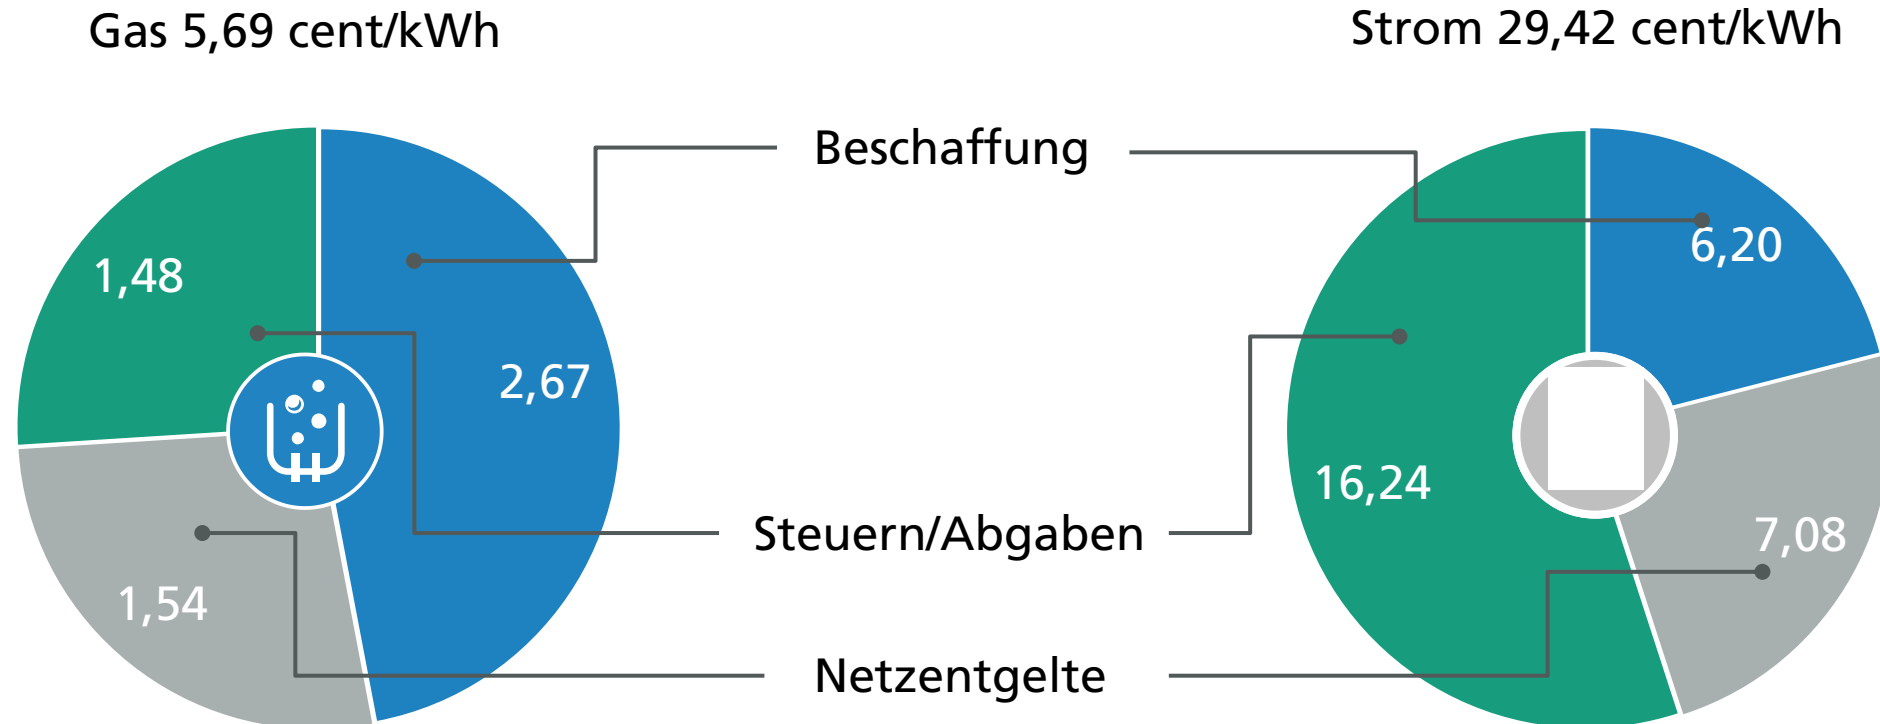 Gas 5,69 cent/kWh
Strom 29,42 cent/kWh
Beschaffung
1,48
2,67
6,20
16,24
7,08
Steuern/Abgaben
1,54
Netzentgelte